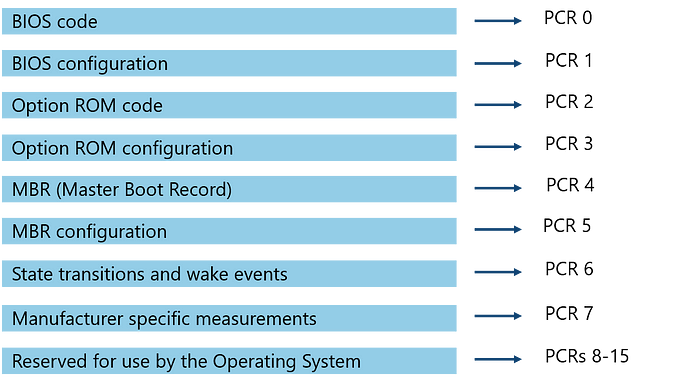 BIOS code PCR 0
BIOS configuration PCR 1
Option ROM code PCR 2
Option ROM configuration PCR 3
MBR (Master Boot Record) PCR 4
MBR configuration PCR 5
State transitions and wake events PCR 6
Manufacturer specific measurements PCR 7
Reserved for use by the Operating System PCRs 8-15